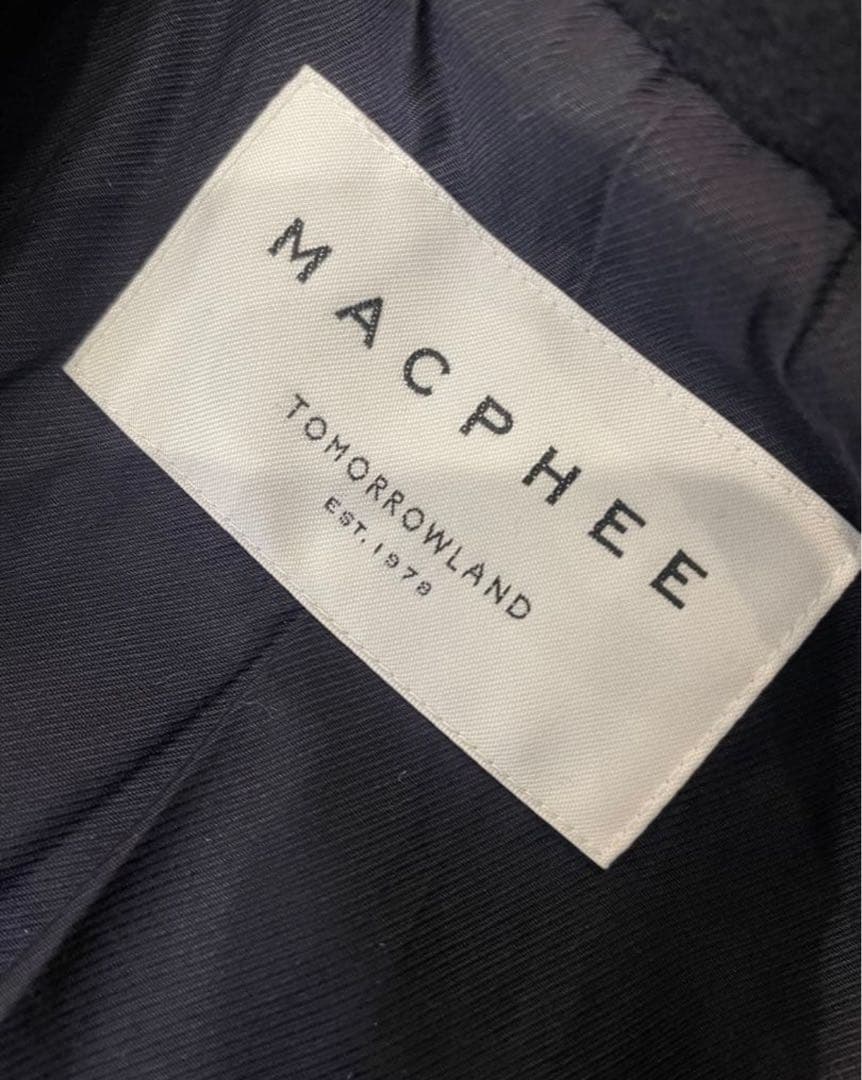 MACPHEE
TOMORROWLAND
EST. 1978